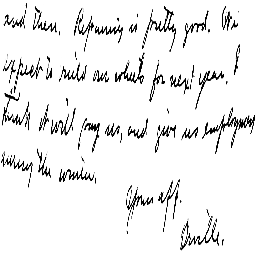 and then. Repairing is pretty good. We
expect to build our wheels for next year. I
think it will pay us, and give us employment
during the winter.
Yours aff.
Orville.